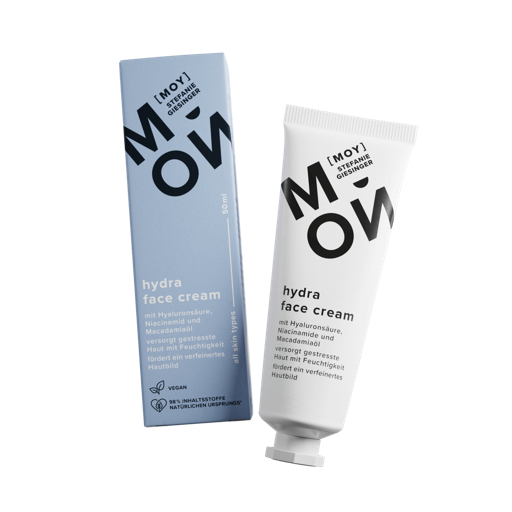 [MOY]
STEFANIE
GIESINGER
MOW
hydra
face cream
mit Hyaluronsäure,
Niacinamid und
Macadamiaöl
versorgt gestresste
Haut mit Feuchtigkeit
fördert ein verfeinertes
Hautbild
VEGAN
98% INHALTSSTOFFE
NATÜRLICHEN URSPRUNGS*
all skin types
50 ml
[MOY]
STEFANIE
GIESINGER
MOW
hydra
face cream
mit Hyaluronsäure,
Niacinamide und
Macadamiaöl
versorgt gestresste
Haut mit Feuchtigkeit
fördert ein verfeinertes
Hautbild